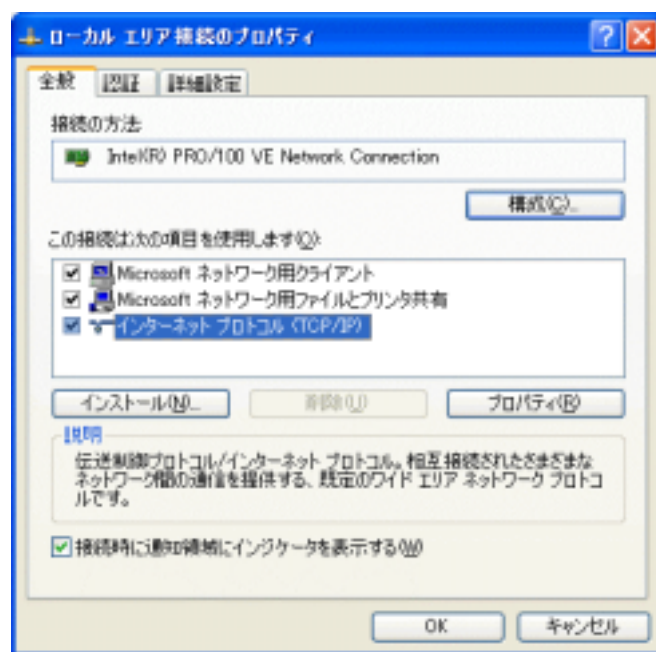 ローカル エリア接続のプロパティ
全般 認証 詳細設定
接続の方法:
Intel(R) PRO/100 VE Network Connection
構成(C)...
この接続は次の項目を使用します(O):
Microsoft ネットワーク用クライアント
Microsoft ネットワーク用ファイルとプリンタ共有
インターネット プロトコル (TCP/IP)
インストール(N)... 削除(U) プロパティ(R)
説明
伝送制御プロトコル/インターネット プロトコル。相互接続されたさまざまな
ネットワーク間の通信を提供する、既定のワイド エリア ネットワーク プロトコ
ルです。
接続時に通知領域にインジケータを表示する(W)
OK キャンセル